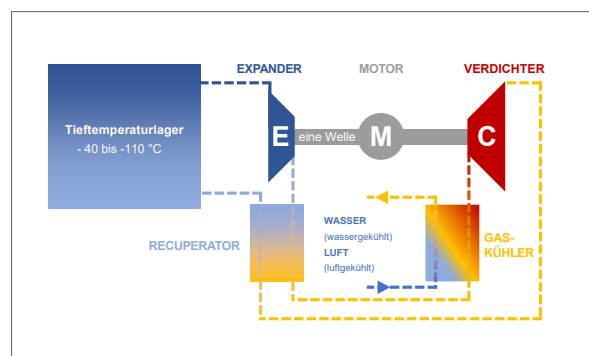 EXPANDER
MOTOR
VERDICHTER
Tieftemperaturlager
- 40 bis -110 °C
E
eine Welle
M
C
RECUPERATOR
WASSER
(wassergekühlt)
LUFT
(luftgekühlt)
GAS-
KÜHLER